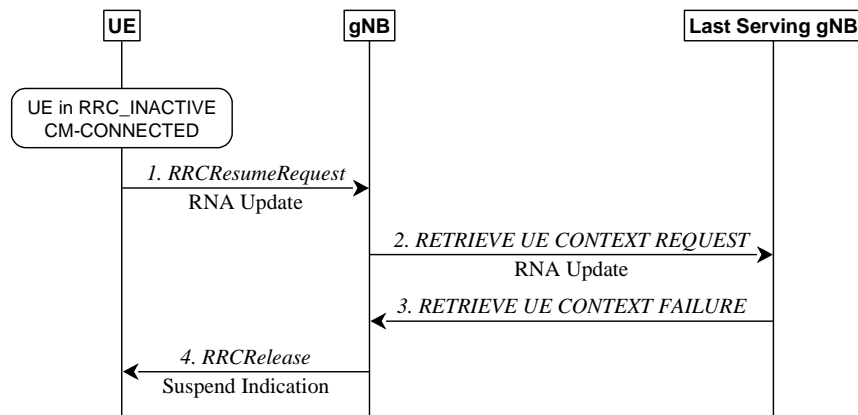 UE
gNB
Last Serving gNB
UE in RRC_INACTIVE
CM-CONNECTED
1. RRCResumeRequest
RNA Update
2. RETRIEVE UE CONTEXT REQUEST
RNA Update
3. RETRIEVE UE CONTEXT FAILURE
4. RRCRelease
Suspend Indication